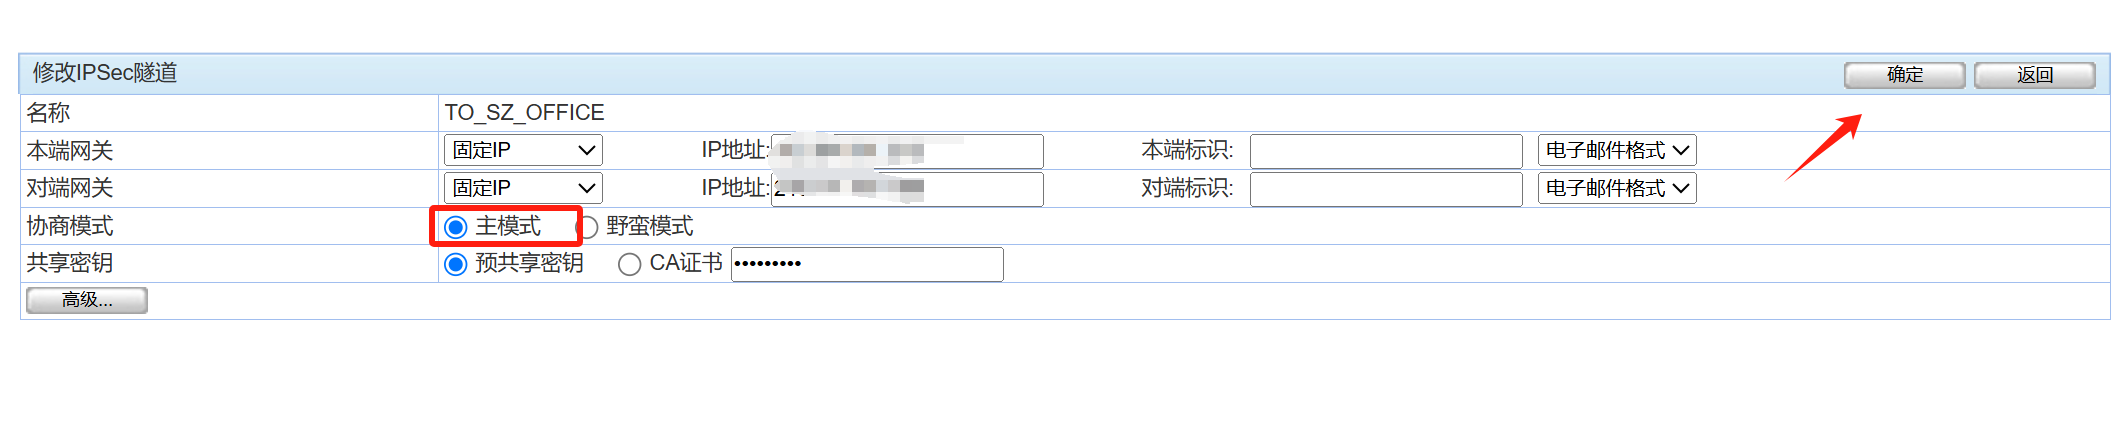 修改IPSec隧道 确定 返回
名称 TO_SZ_OFFICE
本端网关 固定IP IP地址: 本端标识: 电子邮件格式
对端网关 固定IP IP地址: 对端标识: 电子邮件格式
协商模式 主模式 野蛮模式
共享密钥 预共享密钥 CA证书 •••••••••
高级...